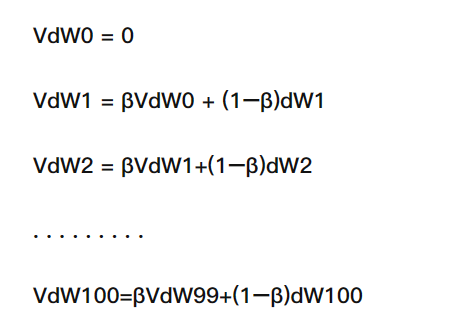 VdW0 = 0
VdW1 = βVdW0 + (1−β)dW1
VdW2 = βVdW1+(1−β)dW2
. . . . . . . . .
VdW100=βVdW99+(1−β)dW100